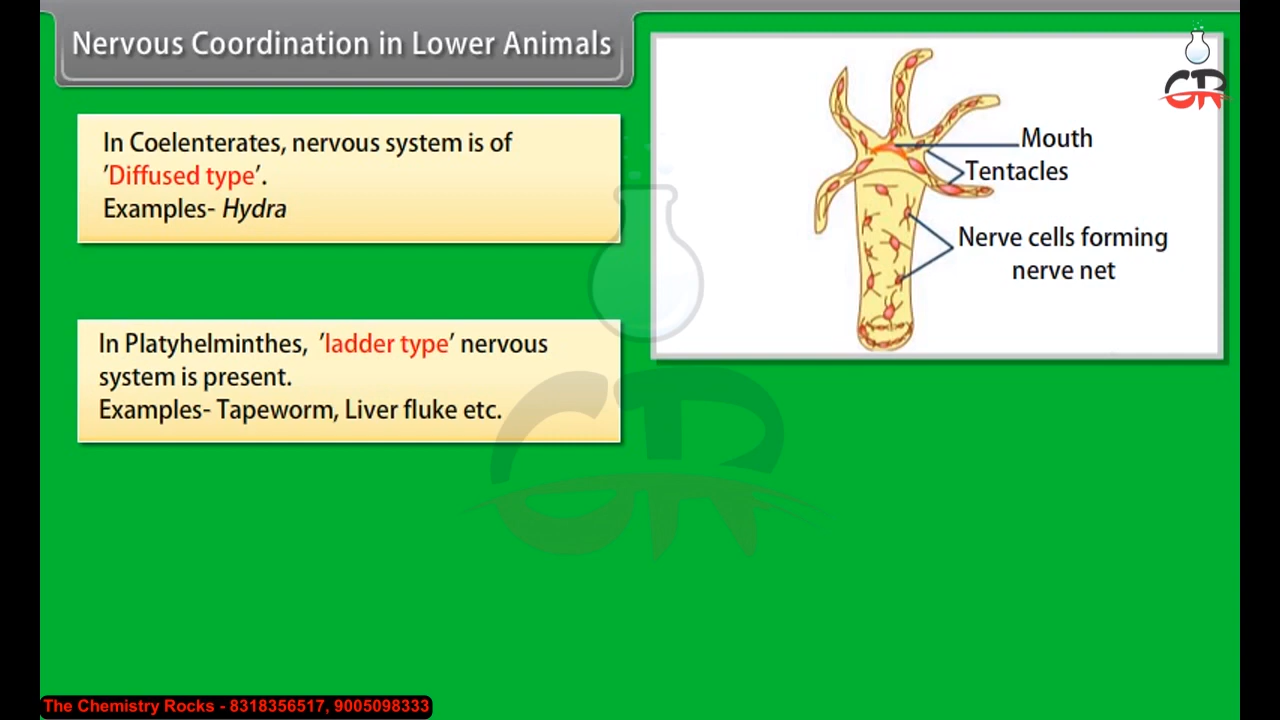 Nervous Coordination in Lower Animals
In Coelenterates, nervous system is of
’Diffused type’.
Examples- Hydra
In Platyhelminthes, ’ladder type’ nervous
system is present.
Examples- Tapeworm, Liver fluke etc.
Mouth
Tentacles
Nerve cells forming
nerve net
CR
CR
The Chemistry Rocks - 8318356517, 9005098333